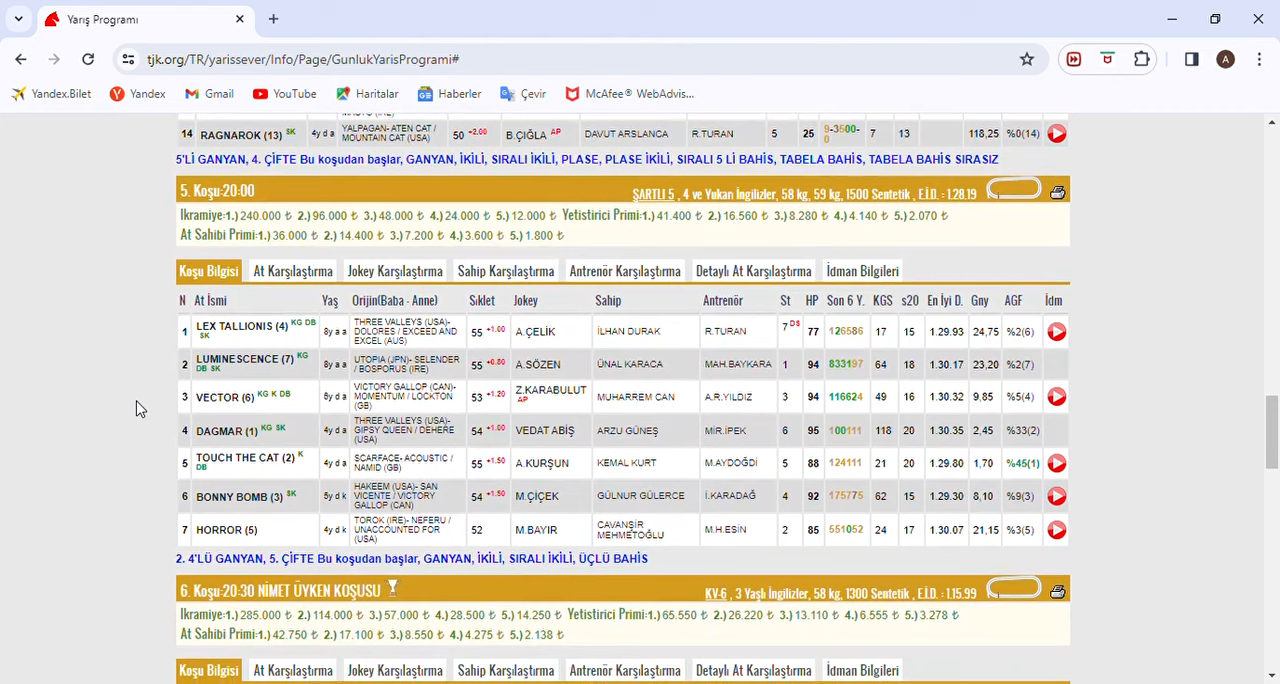 Yarış Programı
tjk.org/TR/yarissever/Info/Page/GunlukYarisProgrami#
A
Yandex.Bilet Yandex Gmail YouTube Haritalar Haberler Çevir McAfee® WebAdvis...
14 RAGNAROK (13) SK 4y d a YALPAGAN- ATEN CAT / MOUNTAIN CAT (USA) 50 +2.00 B.ÇIĞLA AP DAVUT ARSLANCA R.TURAN 5 25 9-3500-0 7 13 118,25 %0(14)
5'Lİ GANYAN, 4. ÇİFTE Bu koşudan başlar, GANYAN, İKİLİ, SIRALI İKİLİ, PLASE, PLASE İKİLİ, SIRALI 5 Lİ BAHİS, TABELA BAHİS, TABELA BAHİS SIRASIZ
5. Koşu:20:00 ŞARTLI 5 , 4 ve Yukarı İngilizler, 58 kg, 59 kg, 1500 Sentetik , E.İ.D. : 1.28.19
Ikramiye:1.) 240.000 ₺ 2.) 96.000 ₺ 3.) 48.000 ₺ 4.) 24.000 ₺ 5.) 12.000 ₺ Yetistirici Primi:1.) 41.400 ₺ 2.) 16.560 ₺ 3.) 8.280 ₺ 4.) 4.140 ₺ 5.) 2.070 ₺
At Sahibi Primi:1.) 36.000 ₺ 2.) 14.400 ₺ 3.) 7.200 ₺ 4.) 3.600 ₺ 5.) 1.800 ₺
Koşu Bilgisi At Karşılaştırma Jokey Karşılaştırma Sahip Karşılaştırma Antrenör Karşılaştırma Detaylı At Karşılaştırma İdman Bilgileri
N At İsmi Yaş Orijin(Baba - Anne) Sıklet Jokey Sahip Antrenör St HP Son 6 Y. KGS s20 En İyi D. Gny AGF İdm
1 LEX TALLIONIS (4) KG DB SK 8y a a THREE VALLEYS (USA)- DOLORES / EXCEED AND EXCEL (AUS) 55 +1.00 A.ÇELİK İLHAN DURAK R.TURAN 7 DS 77 126586 17 15 1.29.93 24,75 %2(6)
2 LUMINESCENCE (7) KG DB SK 8y a a UTOPIA (JPN)- SELENDER / BOSPORUS (IRE) 55 +0.80 A.SÖZEN ÜNAL KARACA MAH.BAYKARA 1 94 833197 64 18 1.30.17 23,20 %2(7)
3 VECTOR (6) KG K DB 8y d a VICTORY GALLOP (CAN)- MOMENTUM / LOCKTON (GB) 53 +1.20 Z.KARABULUT AP MUHARREM CAN A.R.YILDIZ 3 94 116624 49 16 1.30.32 9,85 %5(4)
4 DAGMAR (1) KG SK 4y d a THREE VALLEYS (USA)- GIPSY QUEEN / DEHERE (USA) 54 +1.00 VEDAT ABİŞ ARZU GÜNEŞ MİR.İPEK 6 95 100111 118 20 1.30.35 2,45 %33(2)
5 TOUCH THE CAT (2) K DB 4y d a SCARFACE- ACOUSTIC / NAMID (GB) 55 +1.50 A.KURŞUN KEMAL KURT M.AYDOĞDİ 5 88 124111 21 20 1.29.80 1,70 %45(1)
6 BONNY BOMB (3) SK 5y d k HAKEEM (USA)- SAN VICENTE / VICTORY GALLOP (CAN) 54 +1.50 M.ÇİÇEK GÜLNUR GÜLERCE İ.KARADAĞ 4 92 175775 62 15 1.29.30 8,10 %9(3)
7 HORROR (5) 4y d k TOROK (IRE)- NEFERU / UNACCOUNTED FOR (USA) 52 M.BAYIR CAVANŞİR MEHMETOĞLU M.H.ESİN 2 85 551052 24 17 1.30.07 21,15 %3(5)
2. 4'LÜ GANYAN, 5. ÇİFTE Bu koşudan başlar, GANYAN, İKİLİ, SIRALI İKİLİ, ÜÇLÜ BAHİS
6. Koşu:20:30 NİMET ÜYKEN KOŞUSU KV-6 , 3 Yaşlı İngilizler, 58 kg, 1300 Sentetik , E.İ.D. : 1.15.99
Ikramiye:1.) 285.000 ₺ 2.) 114.000 ₺ 3.) 57.000 ₺ 4.) 28.500 ₺ 5.) 14.250 ₺ Yetistirici Primi:1.) 65.550 ₺ 2.) 26.220 ₺ 3.) 13.110 ₺ 4.) 6.555 ₺ 5.) 3.278 ₺
At Sahibi Primi:1.) 42.750 ₺ 2.) 17.100 ₺ 3.) 8.550 ₺ 4.) 4.275 ₺ 5.) 2.138 ₺
Koşu Bilgisi At Karşılaştırma Jokey Karşılaştırma Sahip Karşılaştırma Antrenör Karşılaştırma Detaylı At Karşılaştırma İdman Bilgileri